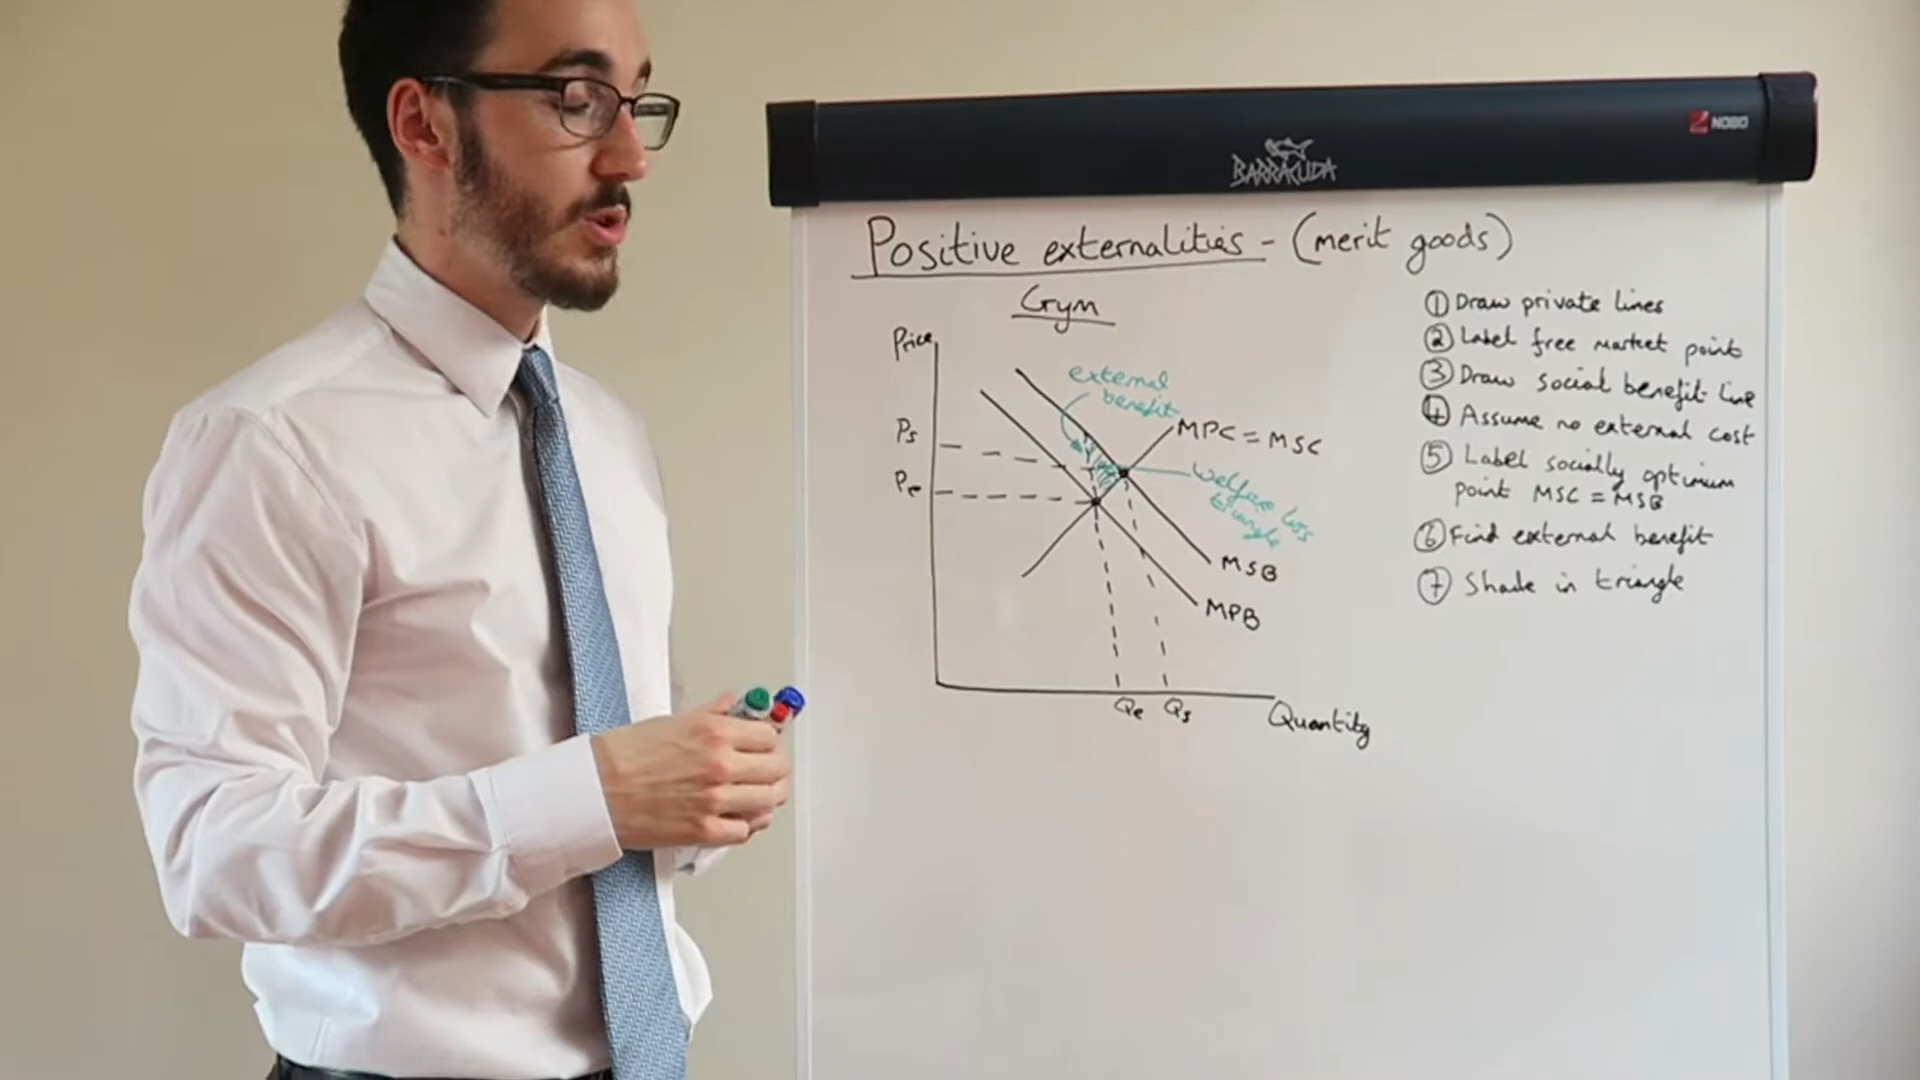 NOBO
BARRACUDA
Positive externalities - (merit goods)
Gym
Price
external
benefit
MPC = MSC
Ps
Pe
welfare loss
triangle
MSB
MPB
Qe Qs
Quantity
① Draw private lines
② Label free market point
③ Draw social benefit line
④ Assume no external cost
⑤ Label socially optimum
point MSC = MSB
⑥ Find external benefit
⑦ Shade in triangle